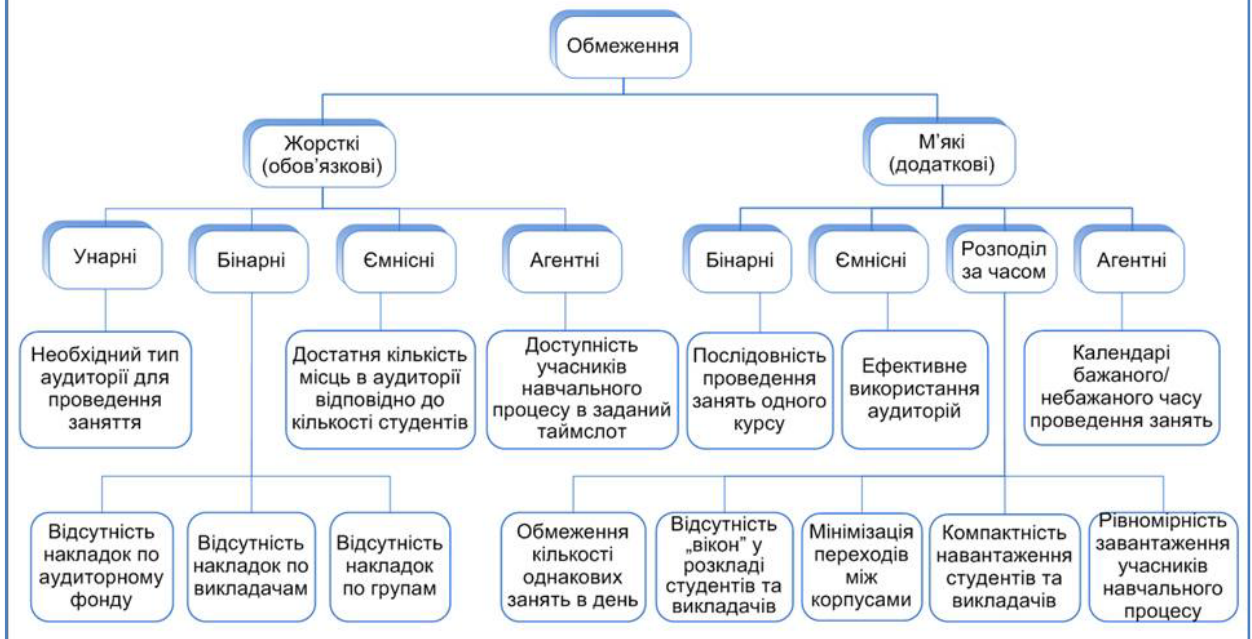 Обмеження
Жорсткі
(обов’язкові)
М’які
(додаткові)
Унарні
Бінарні
Ємнісні
Агентні
Бінарні
Ємнісні
Розподіл
за часом
Агентні
Необхідний тип
аудиторії для
проведення
заняття
Достатня кількість
місць в аудиторії
відповідно до
кількості студентів
Доступність
учасників
навчального
процесу в заданий
таймслот
Послідовність
проведення
занять одного
курсу
Ефективне
використання
аудиторій
Календарі
бажаного/
небажаного часу
проведення занять
Відсутність
накладок по
аудиторному
фонду
Відсутність
накладок по
викладачам
Відсутність
накладок
по групам
Обмеження
кількості
однакових
занять в день
Відсутність
„вікон” у
розкладі
студентів та
викладачів
Мінімізація
переходів
між
корпусами
Компактність
навантаження
студентів та
викладачів
Рівномірність
завантаження
учасників
навчального
процесу